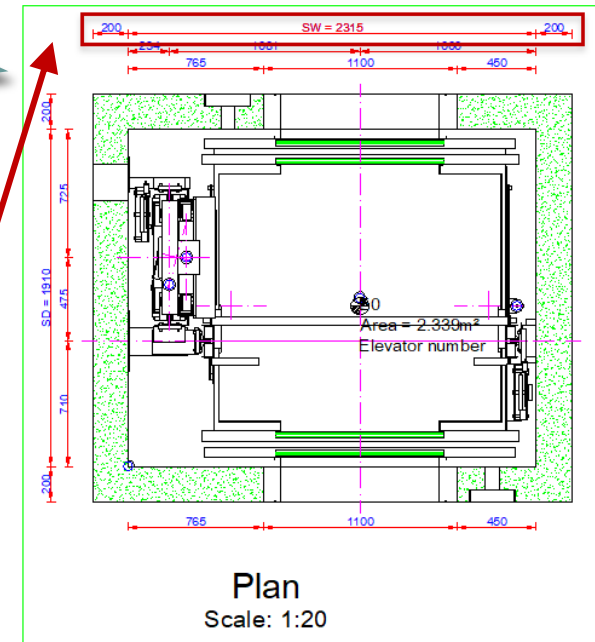 200 SW = 2315 200
234 1081 1000
765 1100 450
200
725
SD = 1910
475
710
200
0
Area = 2.339m²
Elevator number
765 1100 450
Plan
Scale: 1:20